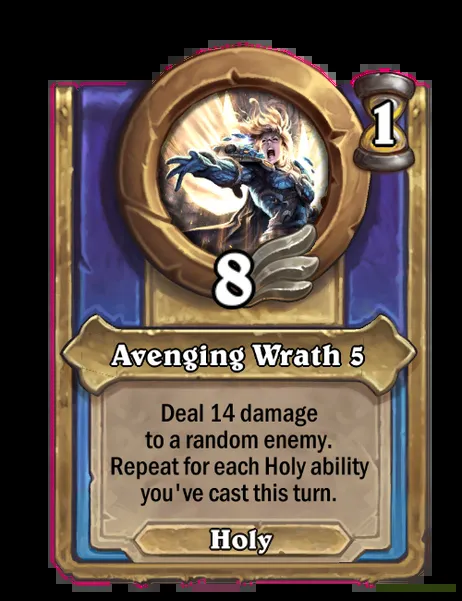 1
8
Avenging Wrath 5
Deal 14 damage
to a random enemy.
Repeat for each Holy ability
you've cast this turn.
Holy